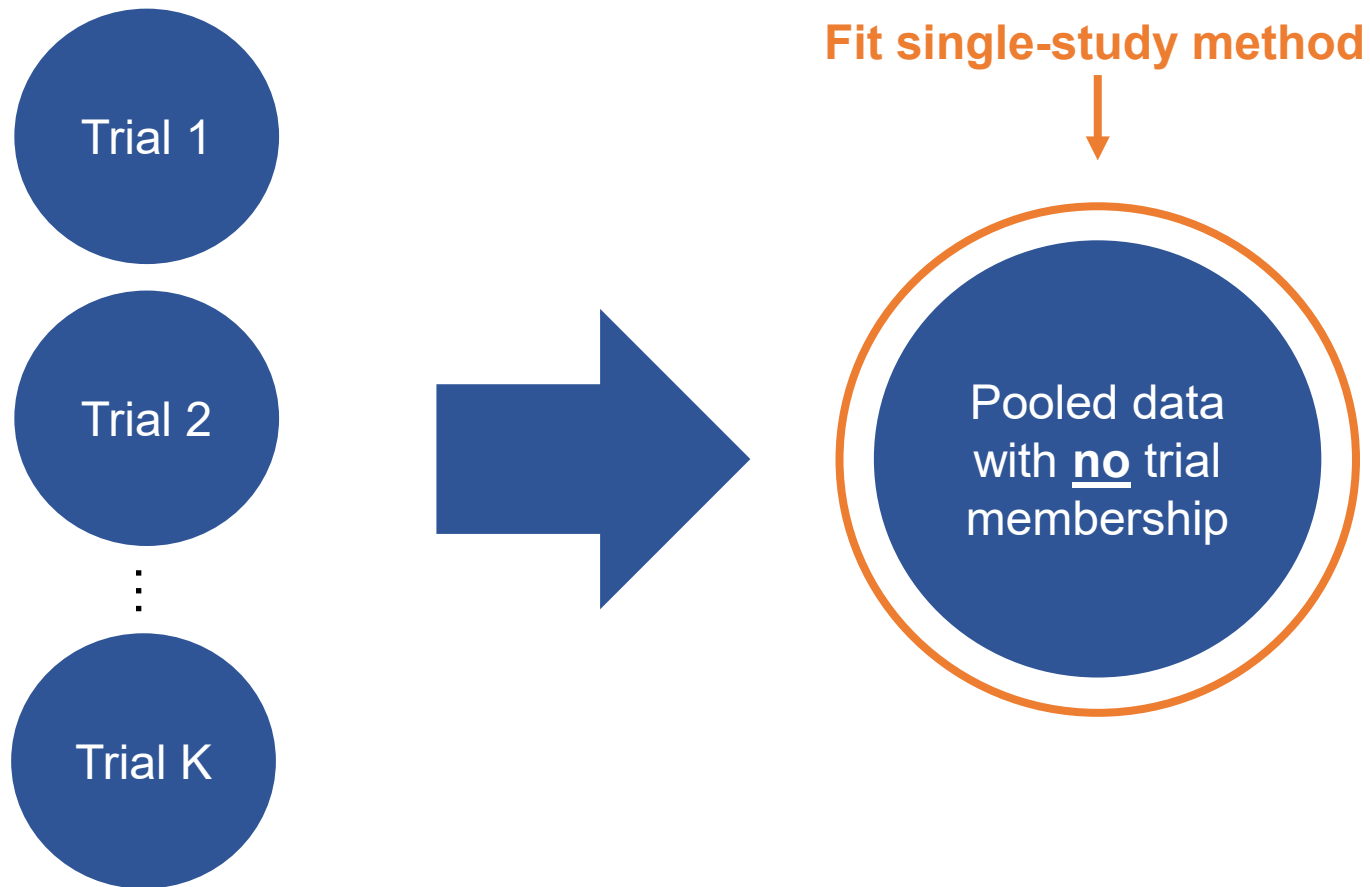 Trial 1
Trial 2
⋮
Trial K
Fit single-study method
Pooled data
with no trial
membership